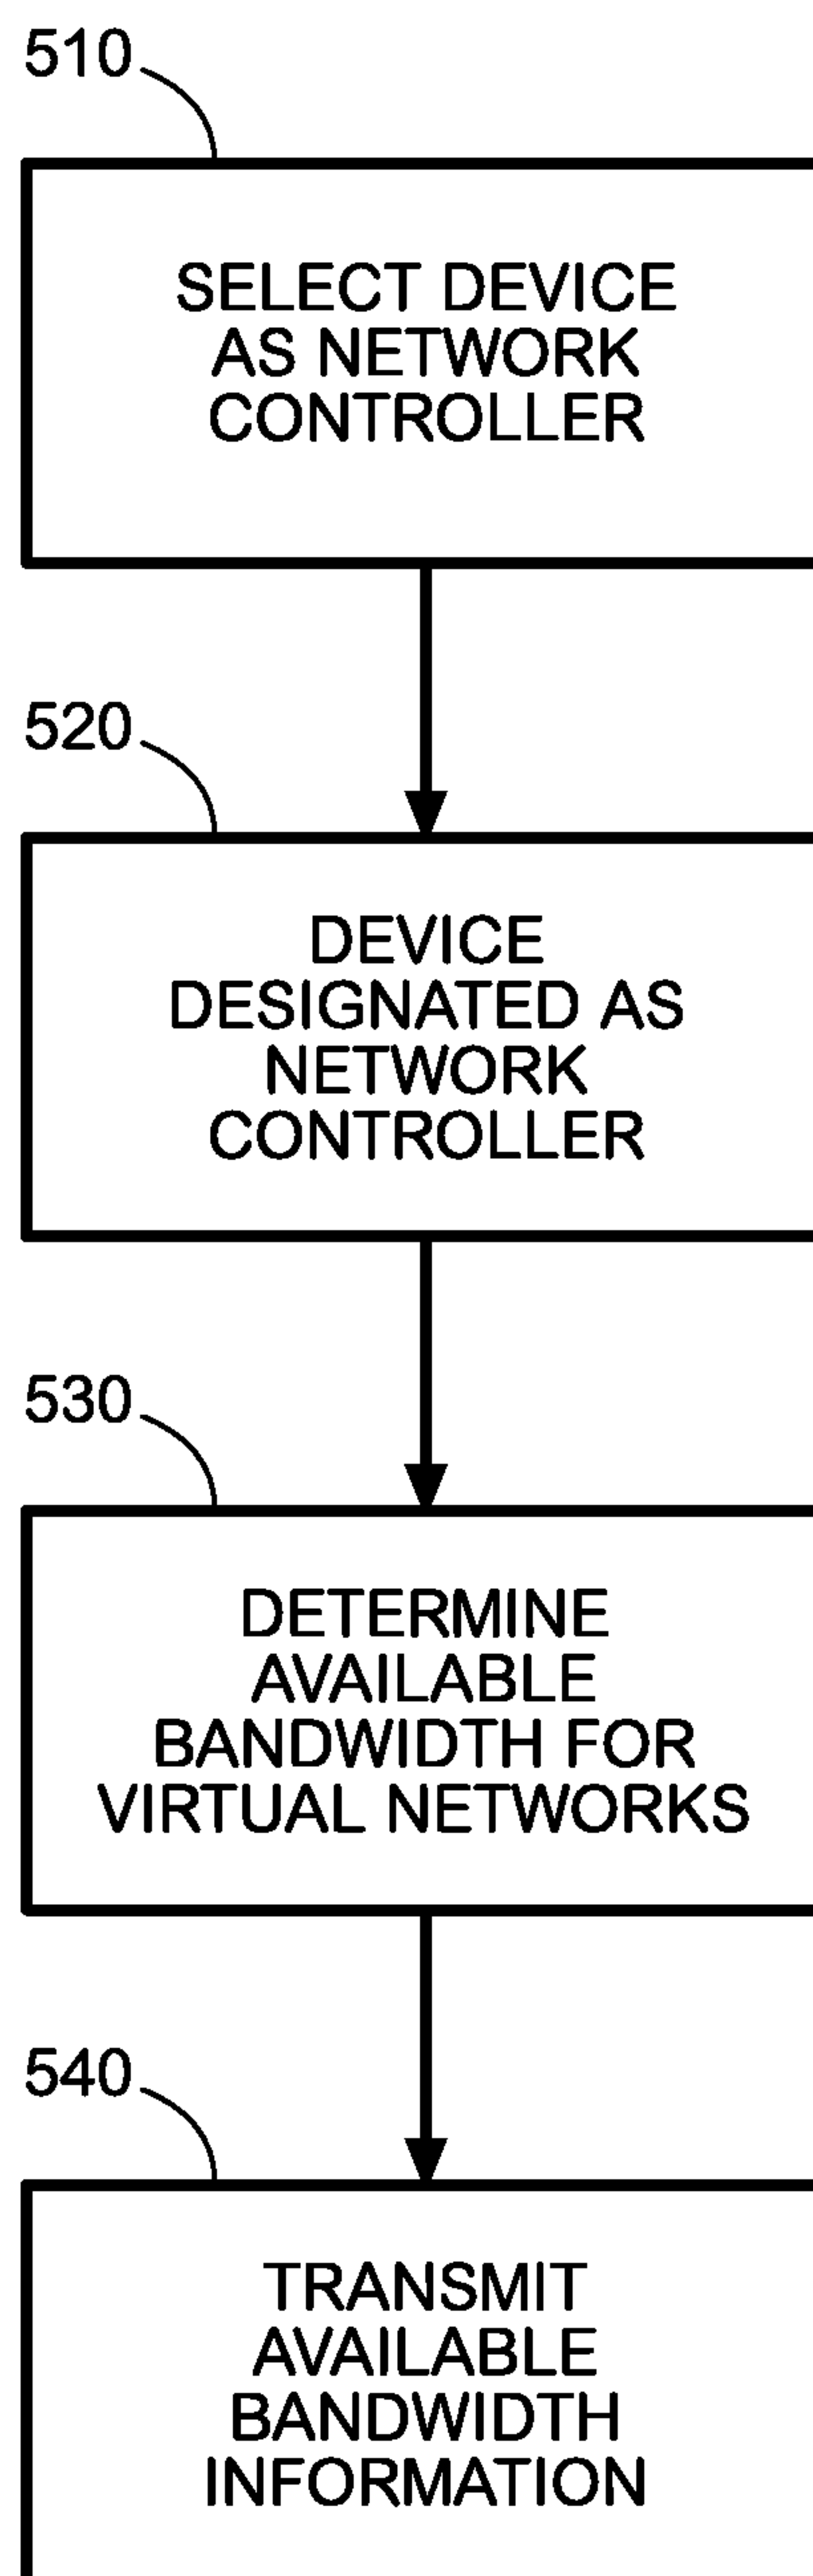 510
SELECT DEVICE
AS NETWORK
CONTROLLER
520
DEVICE
DESIGNATED AS
NETWORK
CONTROLLER
530
DETERMINE
AVAILABLE
BANDWIDTH FOR
VIRTUAL NETWORKS
540
TRANSMIT
AVAILABLE
BANDWIDTH
INFORMATION